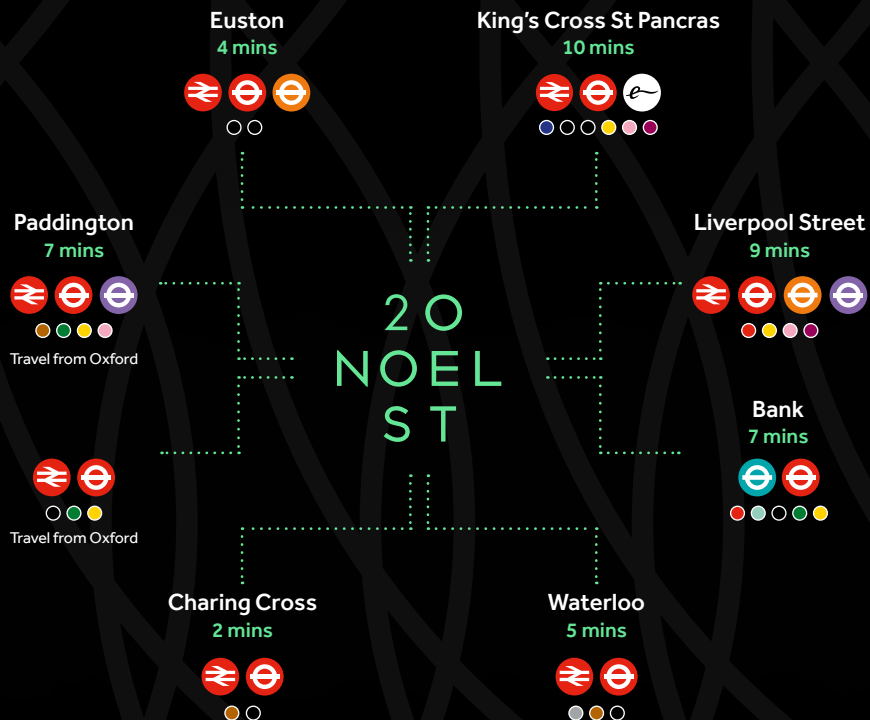 Euston
4 mins
King's Cross St Pancras
10 mins
e
Paddington
7 mins
Travel from Oxford
Liverpool Street
9 mins
20
NOEL
ST
Bank
7 mins
Travel from Oxford
Charing Cross
2 mins
Waterloo
5 mins